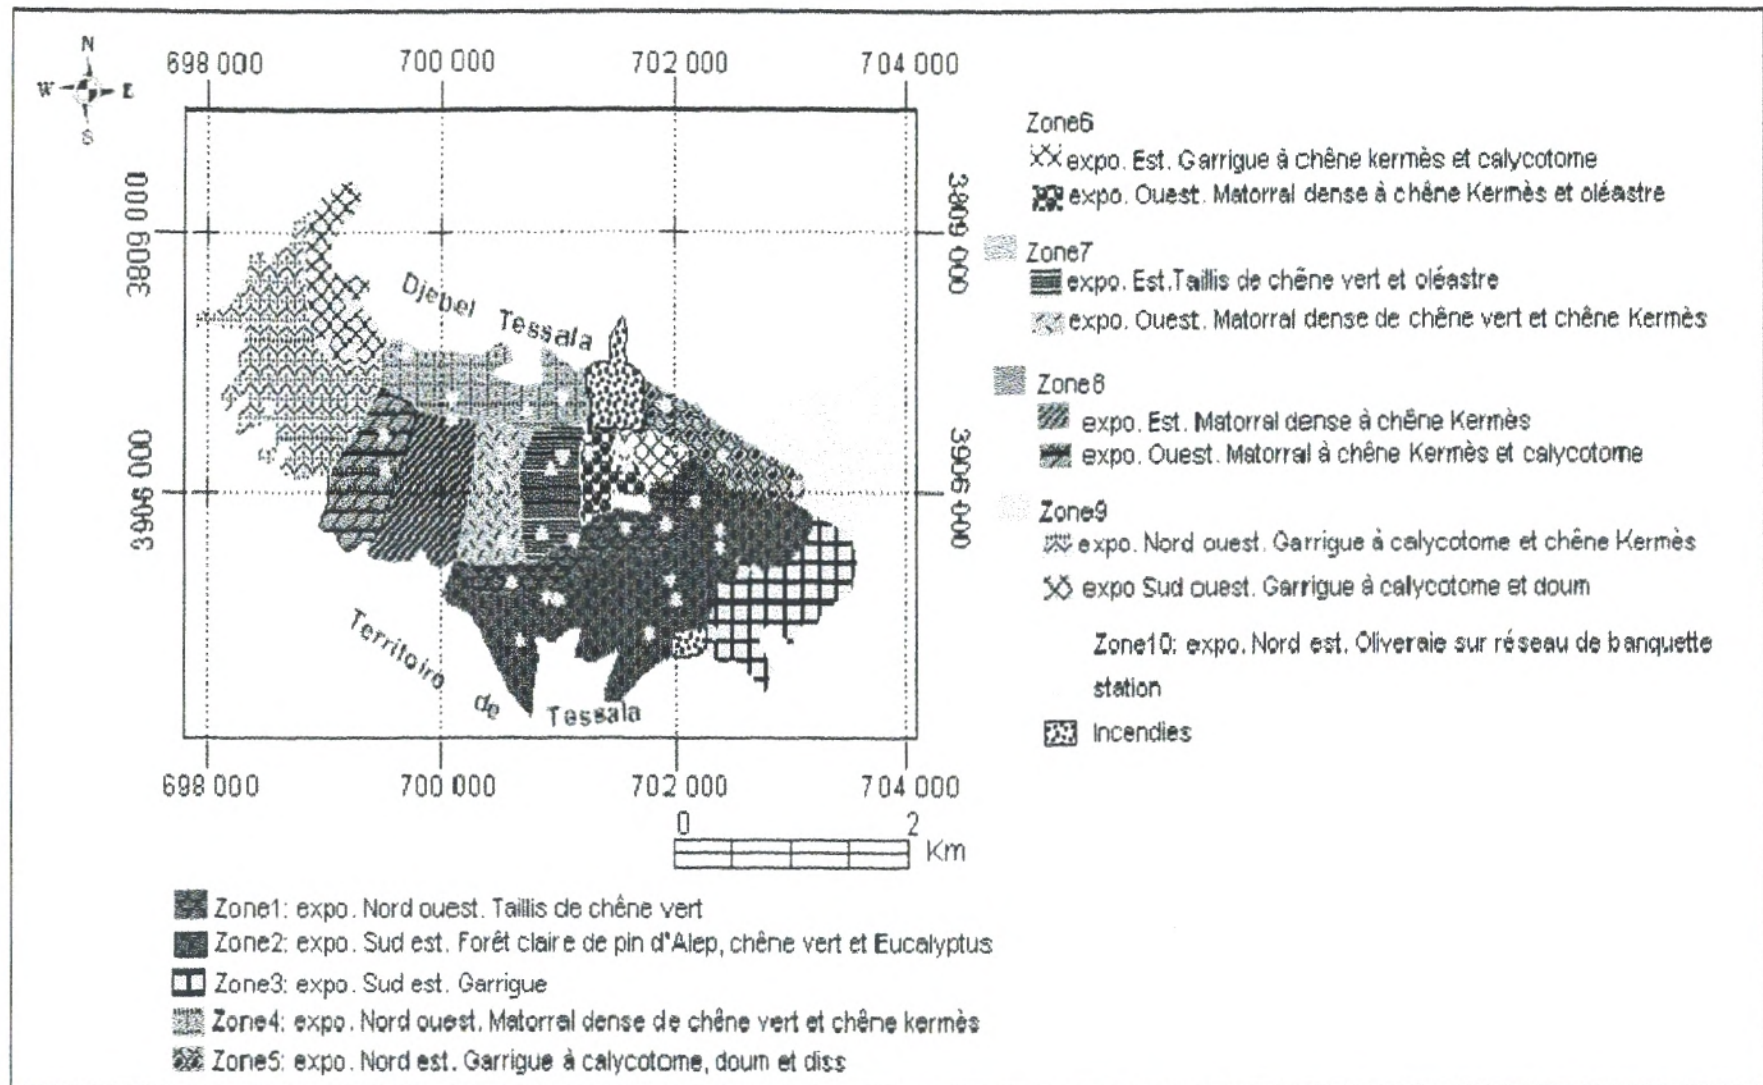 N
W E
S
698 000 700 000 702 000 704 000
3809 000 3809 000
Djebel Tessala
3906 000 3906 000
Territoiro de Tessala
698 000 700 000 702 000 704 000
0 2
Km
Zone1: expo. Nord ouest. Taillis de chêne vert
Zone2: expo. Sud est. Forêt claire de pin d'Alep, chêne vert et Eucalyptus
Zone3: expo. Sud est. Garrigue
Zone4: expo. Nord ouest. Matorral dense de chêne vert et chêne kermès
Zone5: expo. Nord est. Garrigue à calycotome, doum et diss
Zone6
expo. Est. Garrigue à chêne kermès et calycotome
expo. Ouest. Matorral dense à chêne Kermès et oléastre
Zone7
expo. Est.Taillis de chêne vert et oléastre
expo. Ouest. Matorral dense de chêne vert et chêne Kermès
Zone8
expo. Est. Matorral dense à chêne Kermès
expo. Ouest. Matorral à chêne Kermès et calycotome
Zone9
expo. Nord ouest. Garrigue à calycotome et chêne Kermès
expo Sud ouest. Garrigue à calycotome et doum
Zone10: expo. Nord est. Oliveraie sur réseau de banquette
station
Incendies